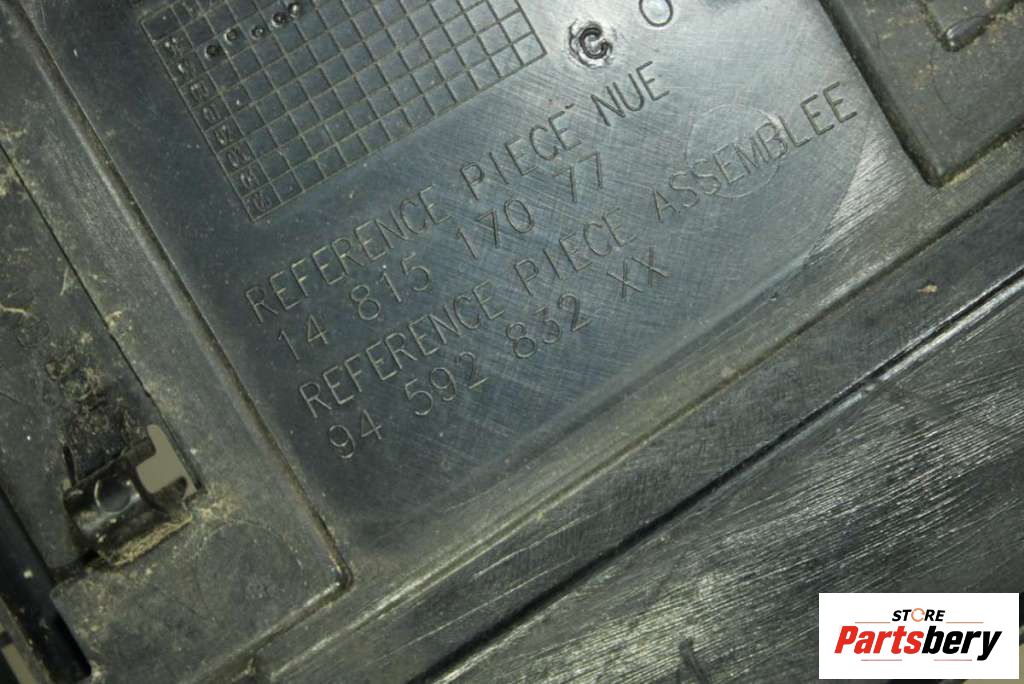 C O
REFERENCE PIECE NUE
14 815 170 77
REFERENCE PIECE ASSEMBLEE
94 592 832 XX
STORE
Partsbery